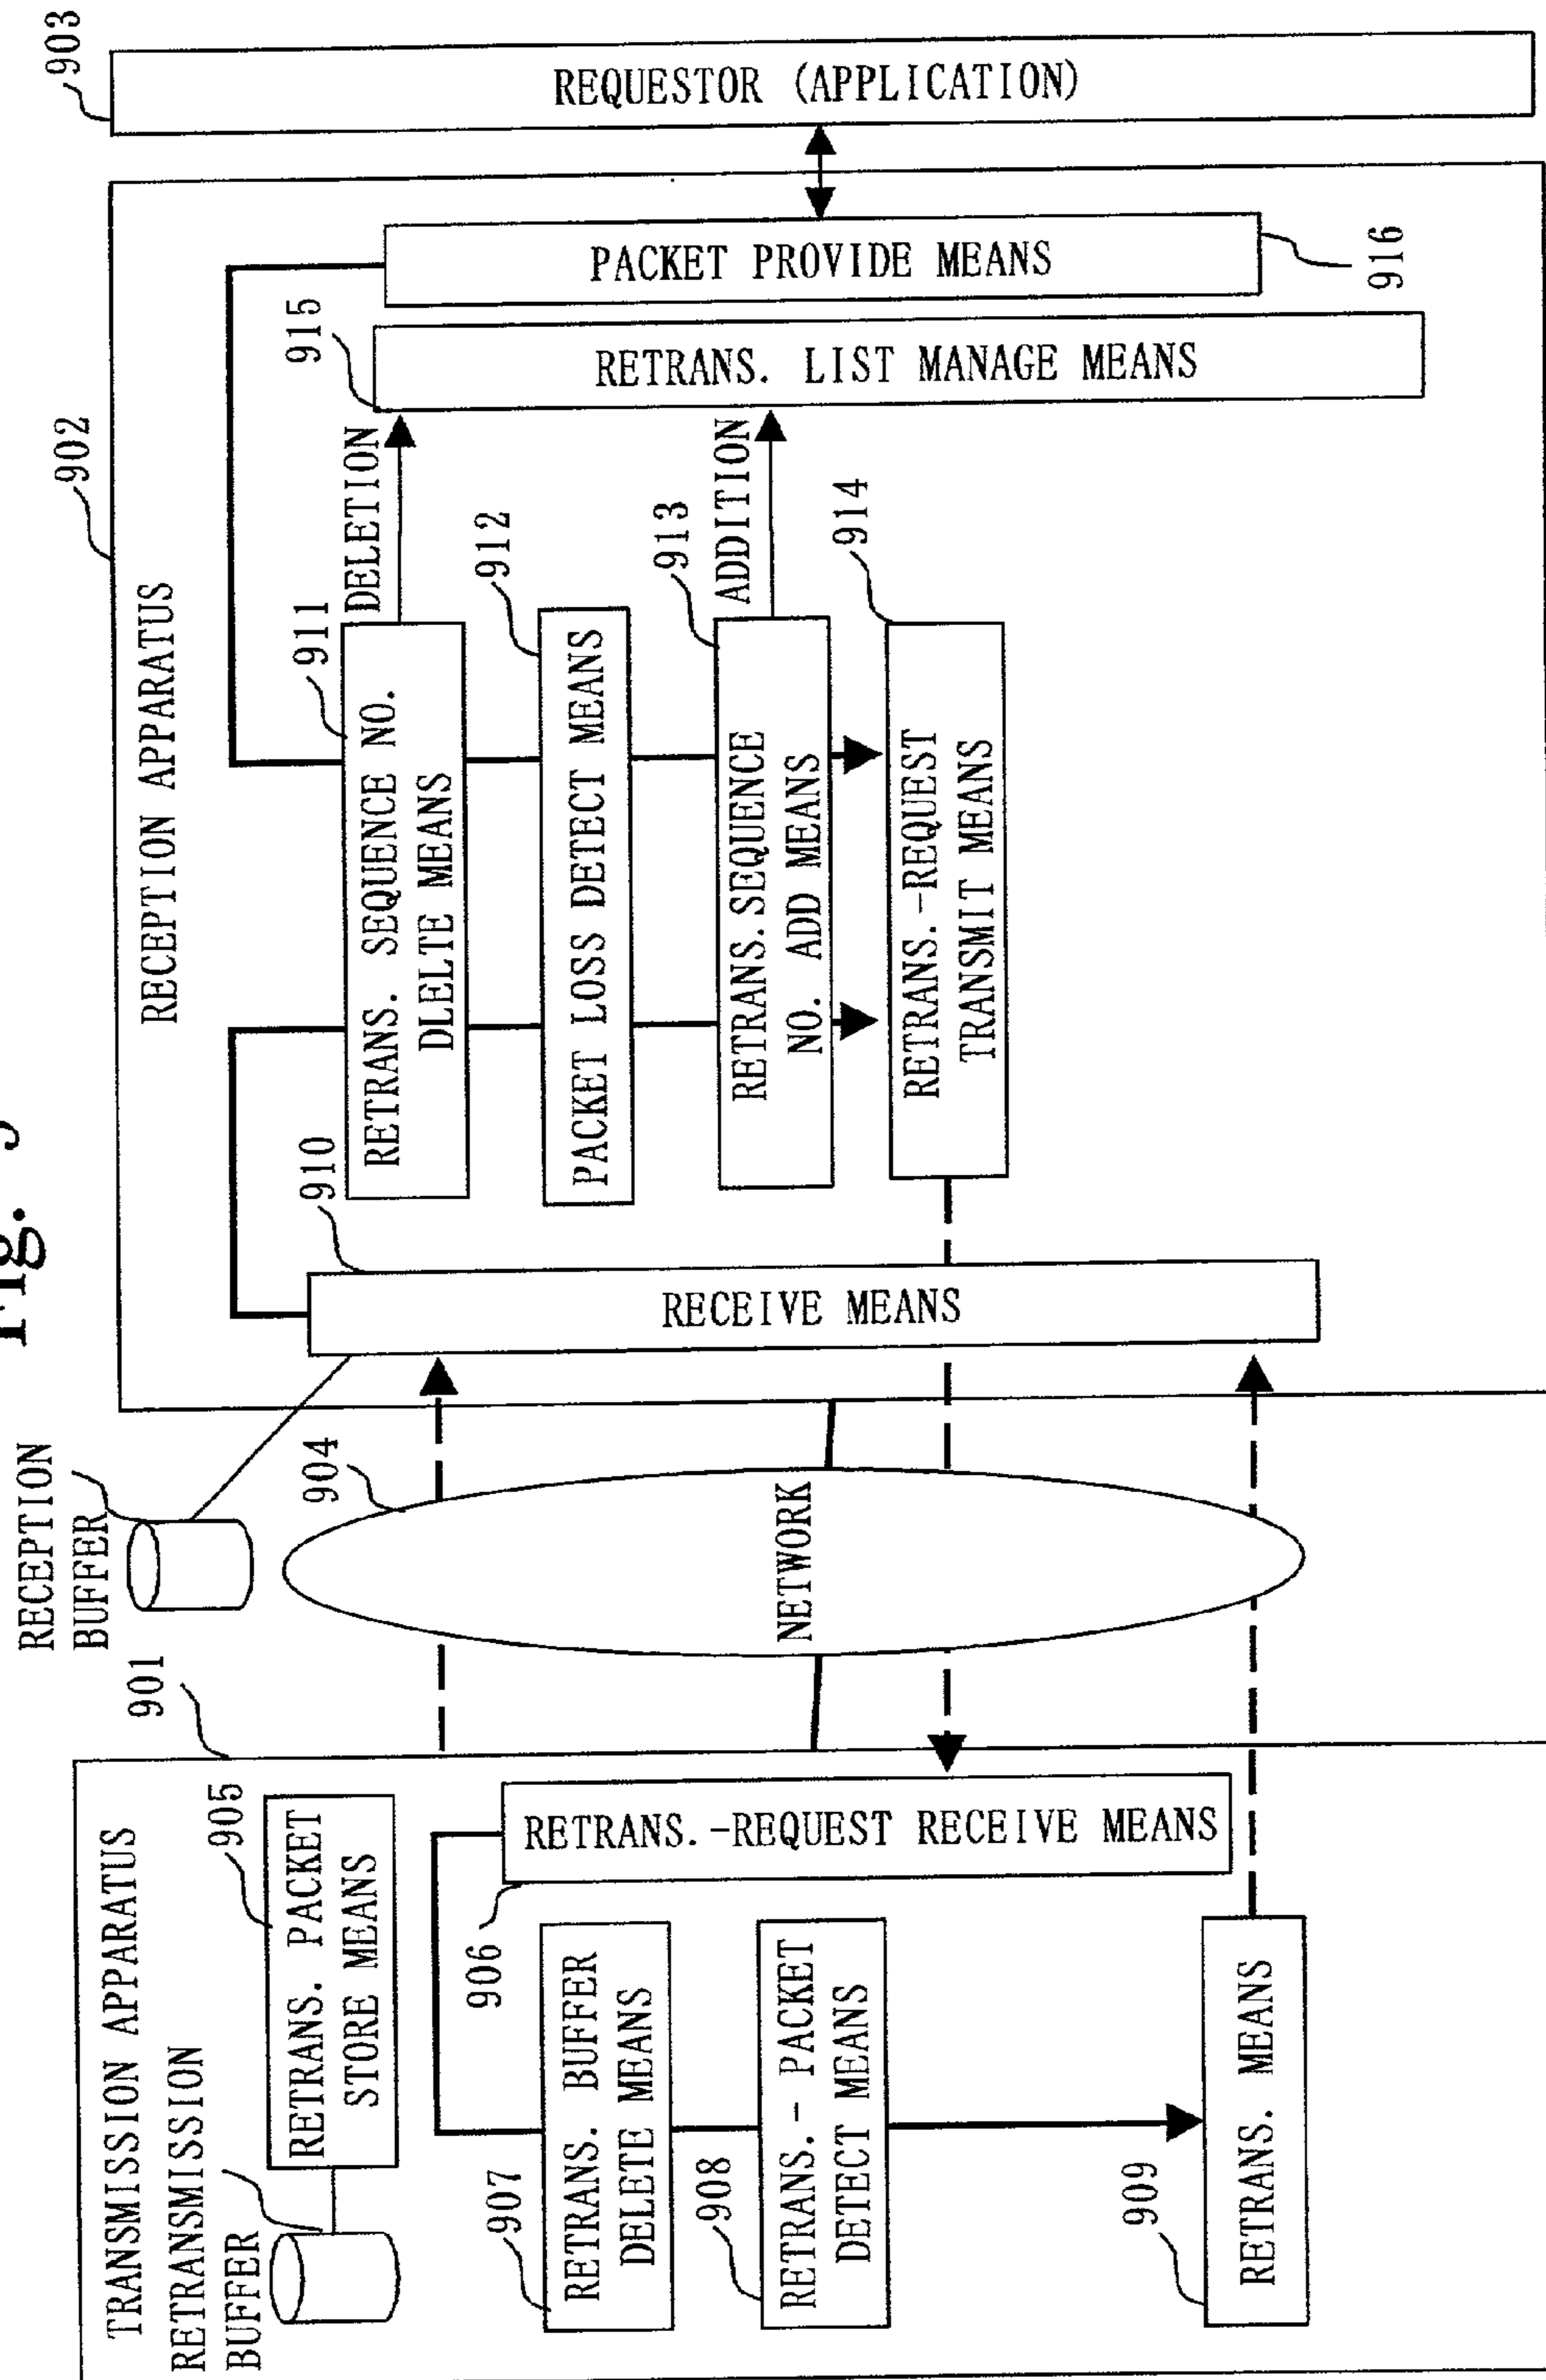 Fig. 9
TRANSMISSION APPARATUS
901
RETRANSMISSION
BUFFER
RETRANS. PACKET
STORE MEANS
905
RETRANS.-REQUEST RECEIVE MEANS
906
RETRANS. BUFFER
DELETE MEANS
907
RETRANS.- PACKET
DETECT MEANS
908
RETRANS. MEANS
909
RECEPTION
BUFFER
904
NETWORK
RECEPTION APPARATUS
902
910
RECEIVE MEANS
911
RETRANS. SEQUENCE NO.
DLELTE MEANS
DELETION
912
PACKET LOSS DETECT MEANS
913
RETRANS.SEQUENCE
NO. ADD MEANS
ADDITION
914
RETRANS.-REQUEST
TRANSMIT MEANS
915
RETRANS. LIST MANAGE MEANS
PACKET PROVIDE MEANS
916
903
REQUESTOR (APPLICATION)